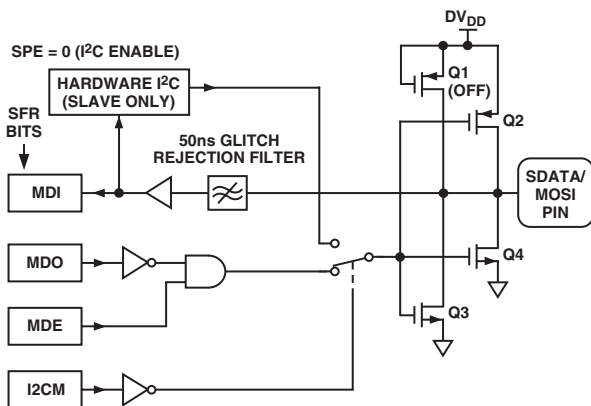 DVDD
SPE = 0 (I2C ENABLE)
HARDWARE I2C
(SLAVE ONLY)
Q1
(OFF)
Q2
SFR
BITS
50ns GLITCH
REJECTION FILTER
MDI
SDATA/
MOSI
PIN
MDO
Q4
MDE
Q3
I2CM